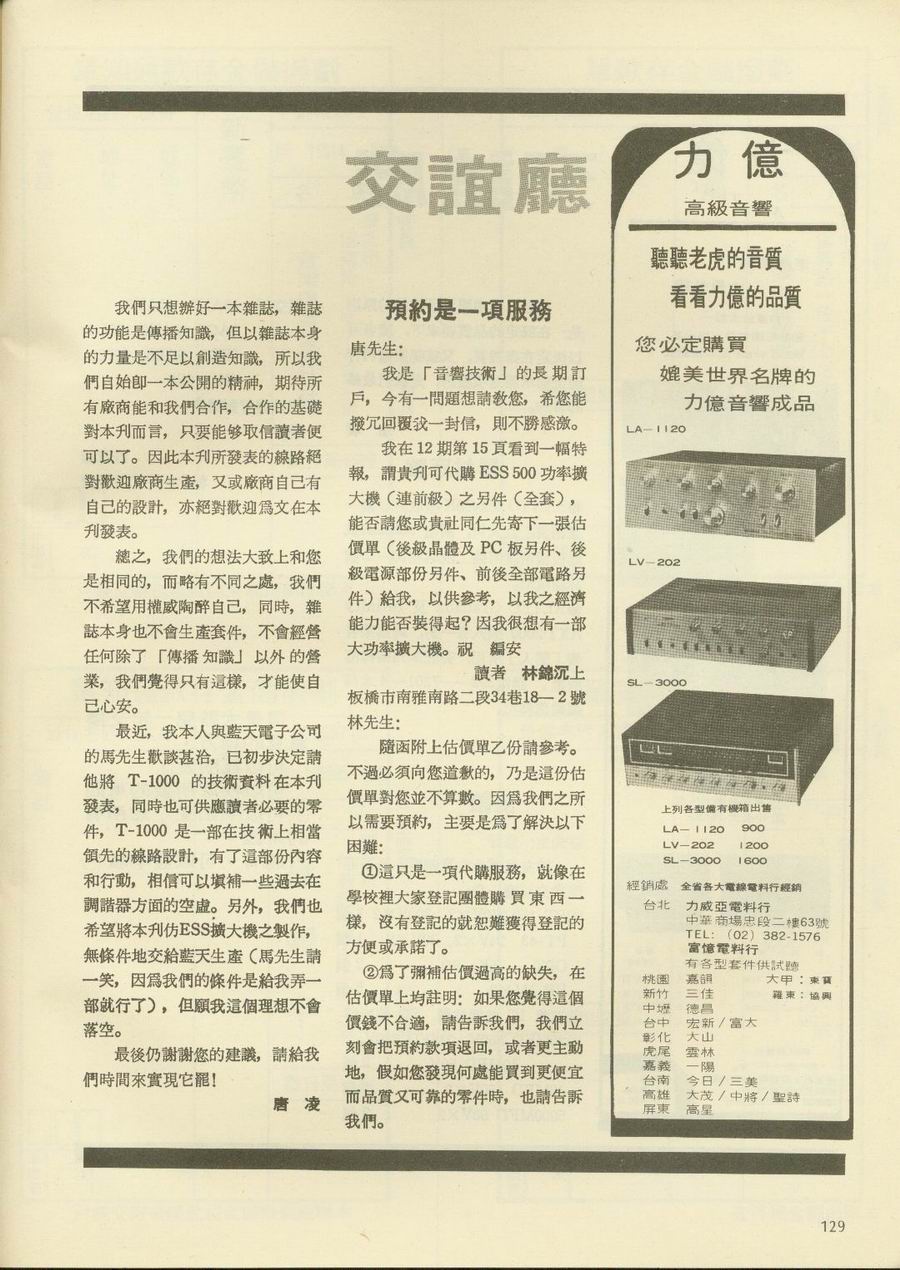 交誼廳
我們只想辦好一本雜誌，雜誌
的功能是傳播知識，但以雜誌本身
的力量是不足以創造知識，所以我
們自始卽一本公開的精神，期待所
有廠商能和我們合作，合作的基礎
對本刋而言，只要能够取信讀者便
可以了。因此本刋所發表的線路絕
對歡迎廠商生產，又或廠商自己有
自己的設計，亦絕對歡迎爲文在本
刋發表。
總之，我們的想法大致上和您
是相同的，而略有不同之處，我們
不希望用權威陶醉自己，同時，雜
誌本身也不會生產套件，不會經營
任何除了「傳播知識」以外的營
業，我們覺得只有這樣，才能使自
己心安。
最近，我本人與藍天電子公司
的馬先生歡談甚洽，已初步決定請
他將 T-1000 的技術資料在本刋
發表，同時也可供應讀者必要的零
件，T-1000 是一部在技術上相當
領先的線路設計，有了這部份內容
和行動，相信可以塡補一些過去在
調諧器方面的空虛。另外，我們也
希望將本刋仿ESS擴大機之製作，
無條件地交給藍天生產（馬先生請
一笑，因爲我們的條件是給我弄一
部就行了），但願我這個理想不會
落空。
最後仍謝謝您的建議，請給我
們時間來實現它罷！
唐　凌
預約是一項服務
唐先生：
我是「音響技術」的長期訂
戶，今有一問題想請敎您，希您能
撥冗回覆我一封信，則不勝感激。
我在 12 期第 15 頁看到一幅特
報，謂貴刋可代購 ESS 500 功率擴
大機（連前級）之另件（全套），
能否請您或貴社同仁先寄下一張估
價單（後級晶體及 PC 板另件、後
級電源部份另件、前後全部電路另
件）給我，以供參考，以我之經濟
能力能否裝得起？因我很想有一部
大功率擴大機。祝　編安
讀者　林錦沉上
板橋市南雅南路二段34巷18—2號
林先生：
隨函附上估價單乙份請參考。
不過必須向您道歉的，乃是這份估
價單對您並不算數。因爲我們之所
以需要預約，主要是爲了解決以下
困難：
①這只是一項代購服務，就像在
學校裡大家登記團體購買東西一
樣，沒有登記的就恕難獲得登記的
方便或承諾了。
②爲了彌補估價過高的缺失，在
估價單上均註明：如果您覺得這個
價錢不合適，請告訴我們，我們立
刻會把預約款項退回，或者更主動
地，假如您發現何處能買到更便宜
而品質又可靠的零件時，也請告訴
我們。
力億
高級音響
聽聽老虎的音質
看看力億的品質
您必定購買
媲美世界名牌的
力億音響成品
LA—1120
LV—202
SL—3000
上列各型備有機箱出售
LA—1120 900
LV—202 1200
SL—3000 1600
經銷處 全省各大電線電料行經銷
台北 力威亞電料行
中華商場忠段二樓63號
TEL：(02) 382-1576
富憶電料行
有各型套件供試聽
桃園 嘉韻 大甲：東寶
新竹 三佳 羅東：協興
中壢 德昌
台中 宏新／富大
彰化 大山
虎尾 雲林
嘉義 一陽
台南 今日／三美
高雄 大茂／中將／聖詩
屏東 高星
129